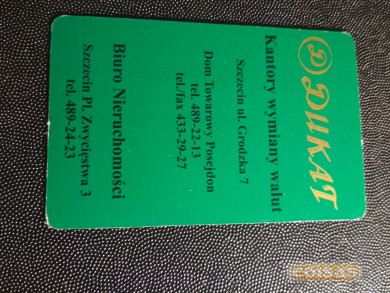 D DUKAT
Kantory wymiany walut
Szczecin ul. Grodzka 7
Dom Towarowy Posejdon
tel. 489-22-13
tel./fax 433-29-27
Biuro Nieruchomości
Szczecin Pl. Zwycięstwa 3
tel. 489-24-23